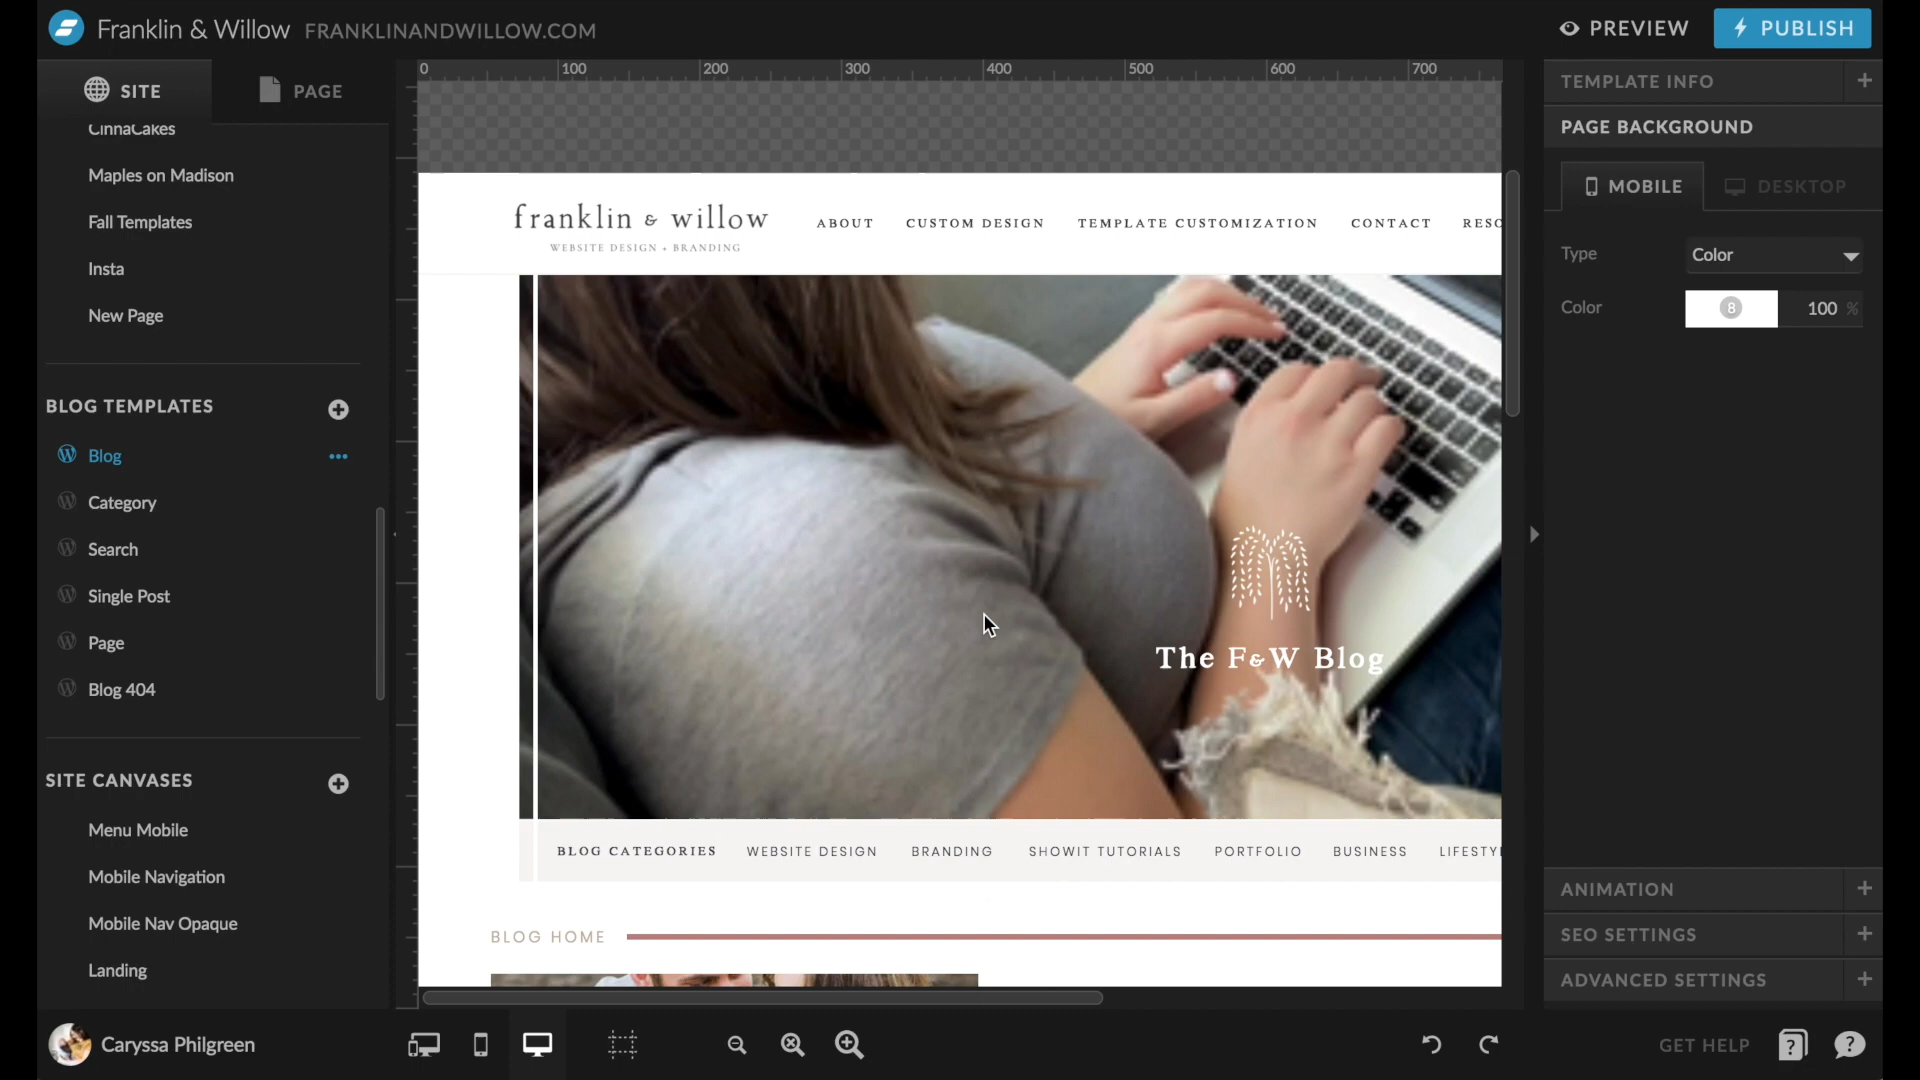 Franklin & Willow FRANKLINANDWILLOW.COM
PREVIEW
PUBLISH
SITE
PAGE
CinnaCakes
Maples on Madison
Fall Templates
Insta
New Page
BLOG TEMPLATES
Blog
Category
Search
Single Post
Page
Blog 404
SITE CANVASES
Menu Mobile
Mobile Navigation
Mobile Nav Opaque
Landing
Caryssa Philgreen
0 100 200 300 400 500 600 700
franklin & willow
WEBSITE DESIGN + BRANDING
ABOUT CUSTOM DESIGN TEMPLATE CUSTOMIZATION CONTACT RESO
The F&W Blog
BLOG CATEGORIES WEBSITE DESIGN BRANDING SHOWIT TUTORIALS PORTFOLIO BUSINESS LIFESTY
BLOG HOME
TEMPLATE INFO
PAGE BACKGROUND
MOBILE
DESKTOP
Type Color
Color 8 100 %
ANIMATION
SEO SETTINGS
ADVANCED SETTINGS
GET HELP